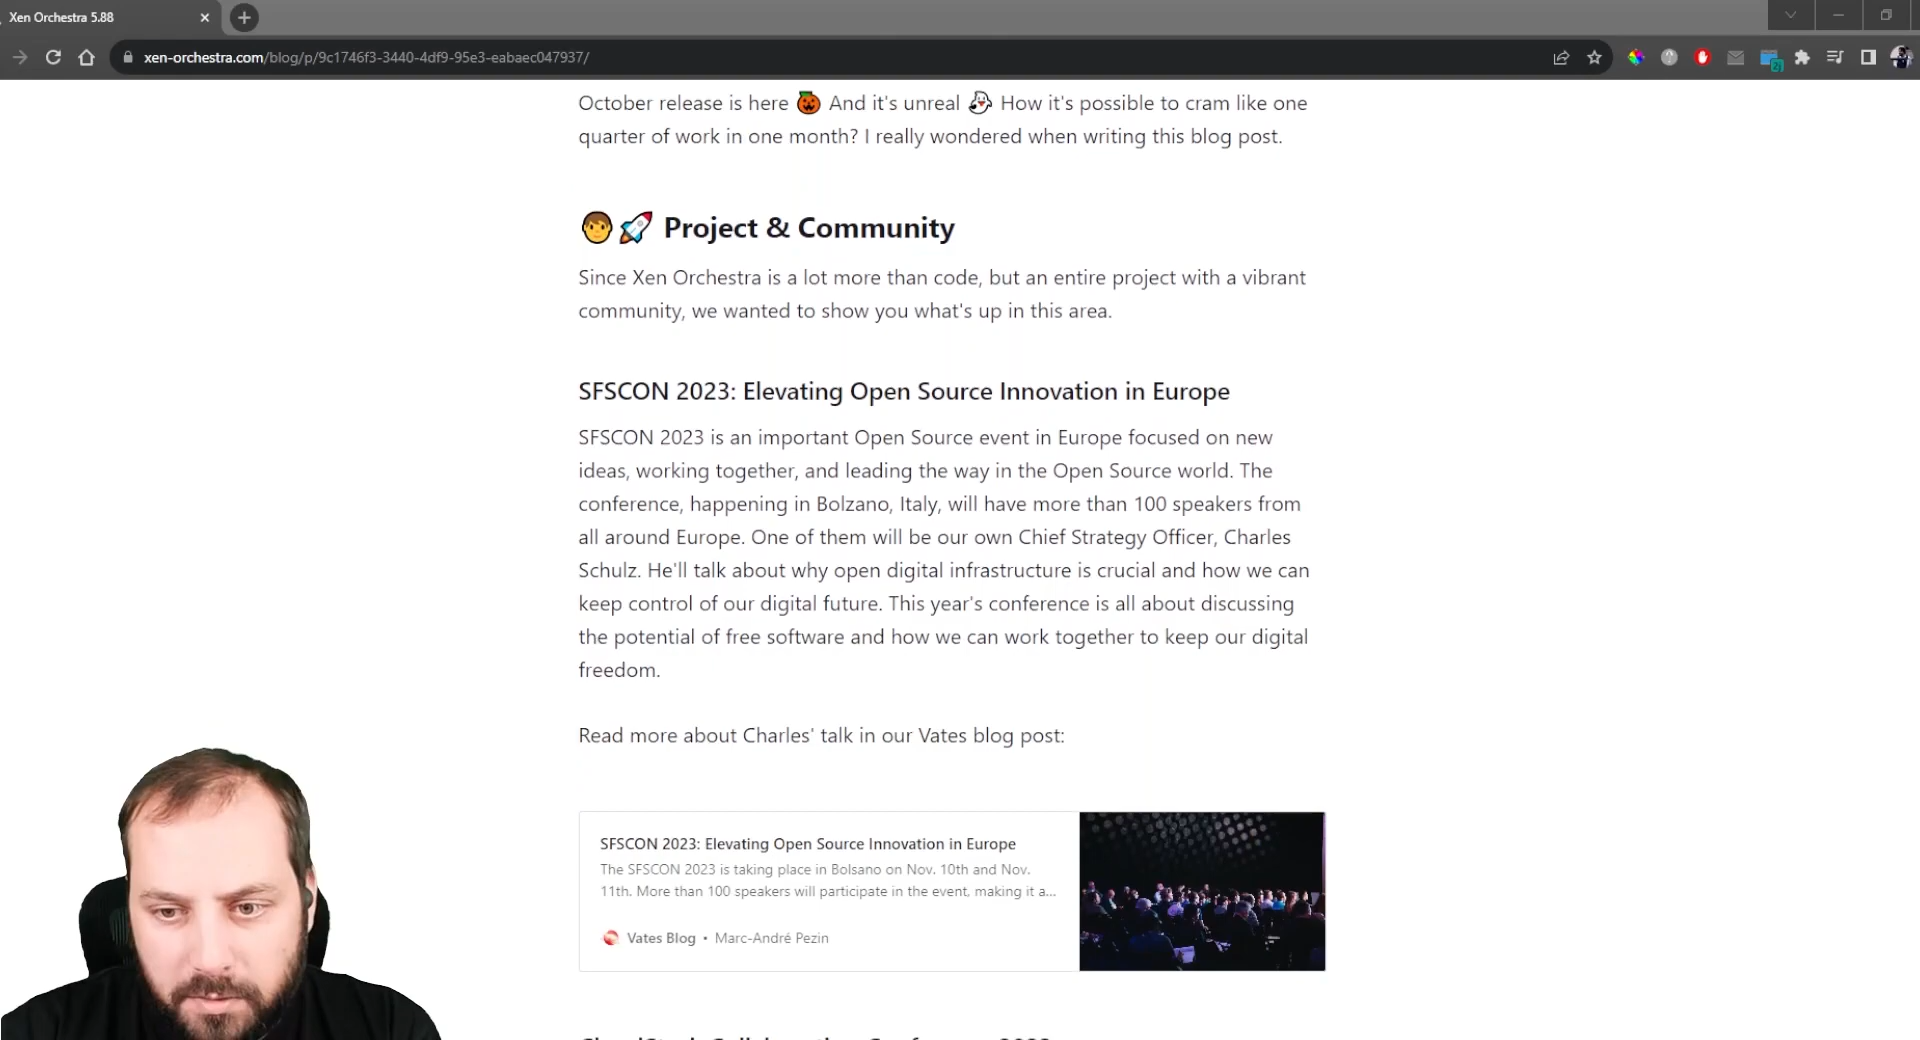 Xen Orchestra 5.88
xen-orchestra.com/blog/p/9c1746f3-3440-4df9-95e3-eabaec047937/
October release is here 🎃 And it's unreal 👻 How it's possible to cram like one
quarter of work in one month? I really wondered when writing this blog post.
🧑🚀 Project & Community
Since Xen Orchestra is a lot more than code, but an entire project with a vibrant
community, we wanted to show you what's up in this area.
SFSCON 2023: Elevating Open Source Innovation in Europe
SFSCON 2023 is an important Open Source event in Europe focused on new
ideas, working together, and leading the way in the Open Source world. The
conference, happening in Bolzano, Italy, will have more than 100 speakers from
all around Europe. One of them will be our own Chief Strategy Officer, Charles
Schulz. He'll talk about why open digital infrastructure is crucial and how we can
keep control of our digital future. This year's conference is all about discussing
the potential of free software and how we can work together to keep our digital
freedom.
Read more about Charles' talk in our Vates blog post:
SFSCON 2023: Elevating Open Source Innovation in Europe
The SFSCON 2023 is taking place in Bolsano on Nov. 10th and Nov.
11th. More than 100 speakers will participate in the event, making it a...
Vates Blog • Marc-André Pezin